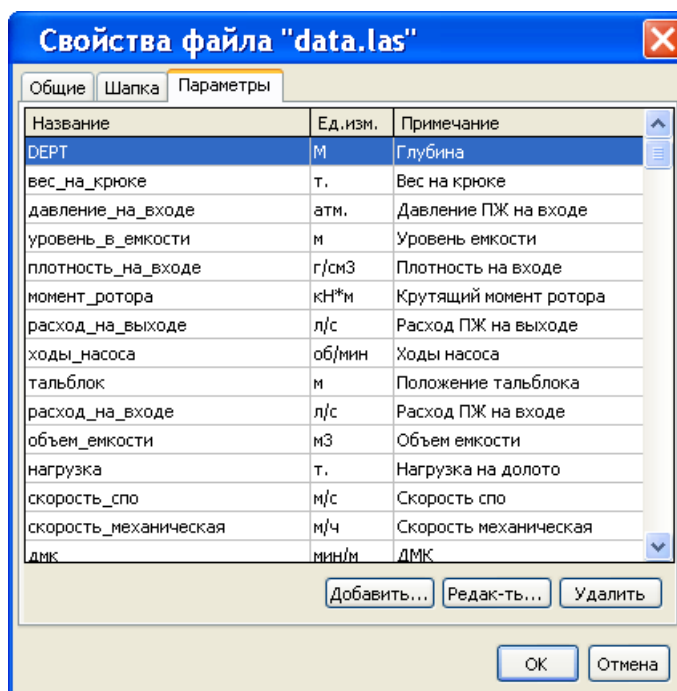 Свойства файла "data.las"
Общие Шапка Параметры
Название Ед.изм. Примечание
DEPT М Глубина
вес_на_крюке т. Вес на крюке
давление_на_входе атм. Давление ПЖ на входе
уровень_в_емкости м Уровень емкости
плотность_на_входе г/см3 Плотность на входе
момент_ротора кН*м Крутящий момент ротора
расход_на_выходе л/с Расход ПЖ на выходе
ходы_насоса об/мин Ходы насоса
тальблок м Положение тальблока
расход_на_входе л/с Расход ПЖ на входе
объем_емкости м3 Объем емкости
нагрузка т. Нагрузка на долото
скорость_спо м/с Скорость спо
скорость_механическая м/ч Скорость механическая
дмк мин/м ДМК
Добавить... Редак-ть... Удалить
ОК Отмена